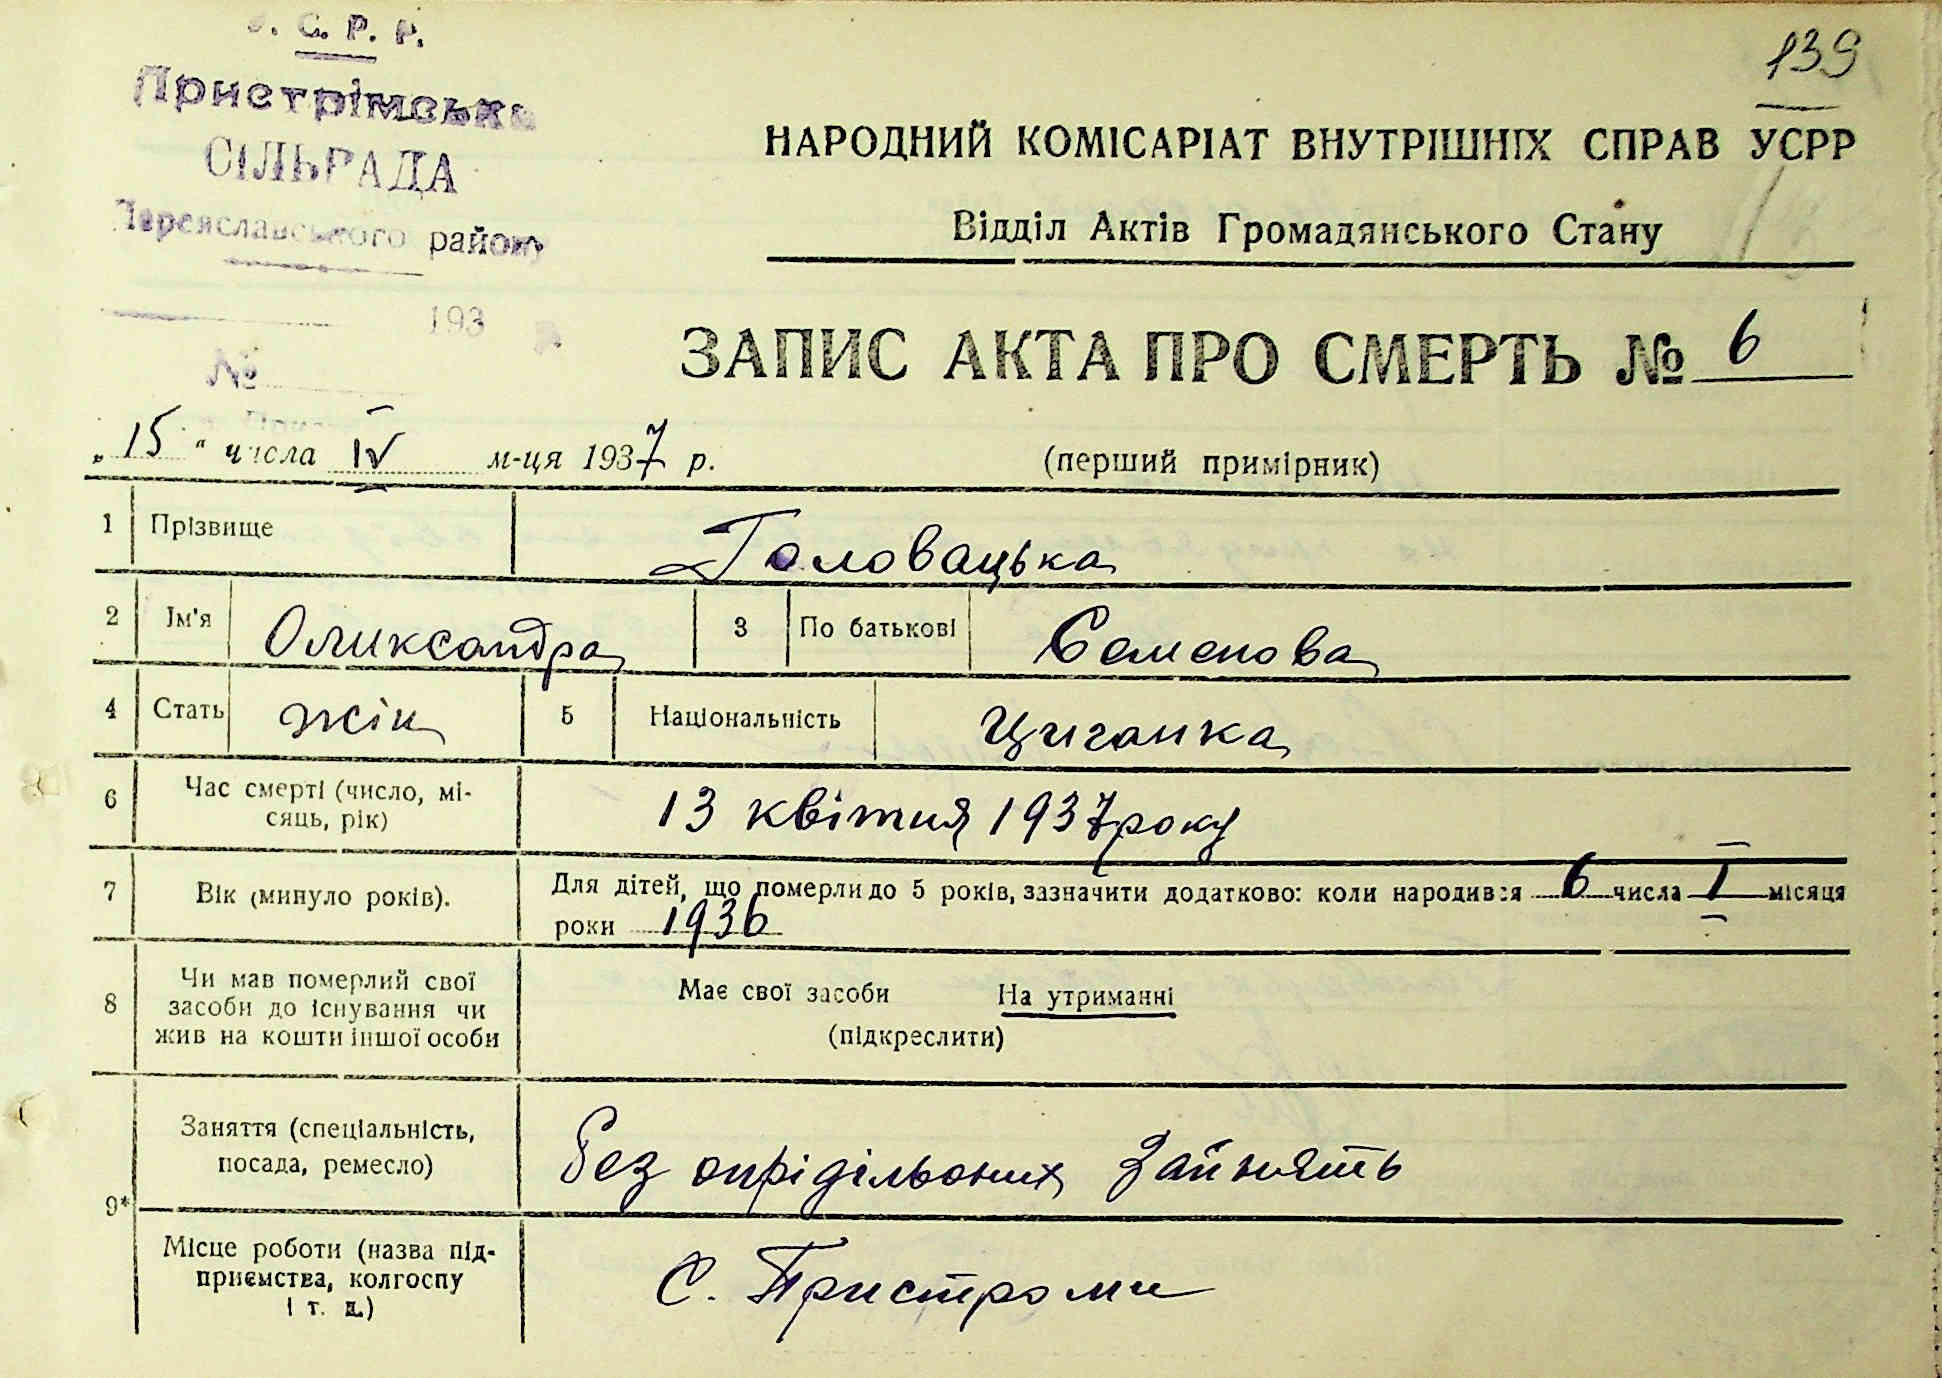 У. С. Р. Р.
Пристрімська
СІЛЬРАДА
Переяславського району
193
№
139
НАРОДНИЙ КОМІСАРІАТ ВНУТРІШНІХ СПРАВ УСРР
Відділ Актів Громадянського Стану
ЗАПИС АКТА ПРО СМЕРТЬ № 6
„15" числа IV м-ця 1937 р.
(перший примірник)
1 Прізвище Головацька
2 Ім'я Олександра 3 По батькові Семенова
4 Стать жін 5 Національність Циганка
6 Час смерті (число, мі-
сяць, рік) 13 квітня 1937 року
7 Вік (минуло років). Для дітей, що померли до 5 років, зазначити додатково: коли народився 6 числа I місяця
роки 1936
8 Чи мав померлий свої
засоби до існування чи
жив на кошти іншої особи
Має свої засоби На утриманні
(підкреслити)
9* Заняття (спеціальність,
посада, ремесло)
Без опрідільоних зайнять
Місце роботи (назва під-
приємства, колгоспу
і т. д.)
С. Пристроми